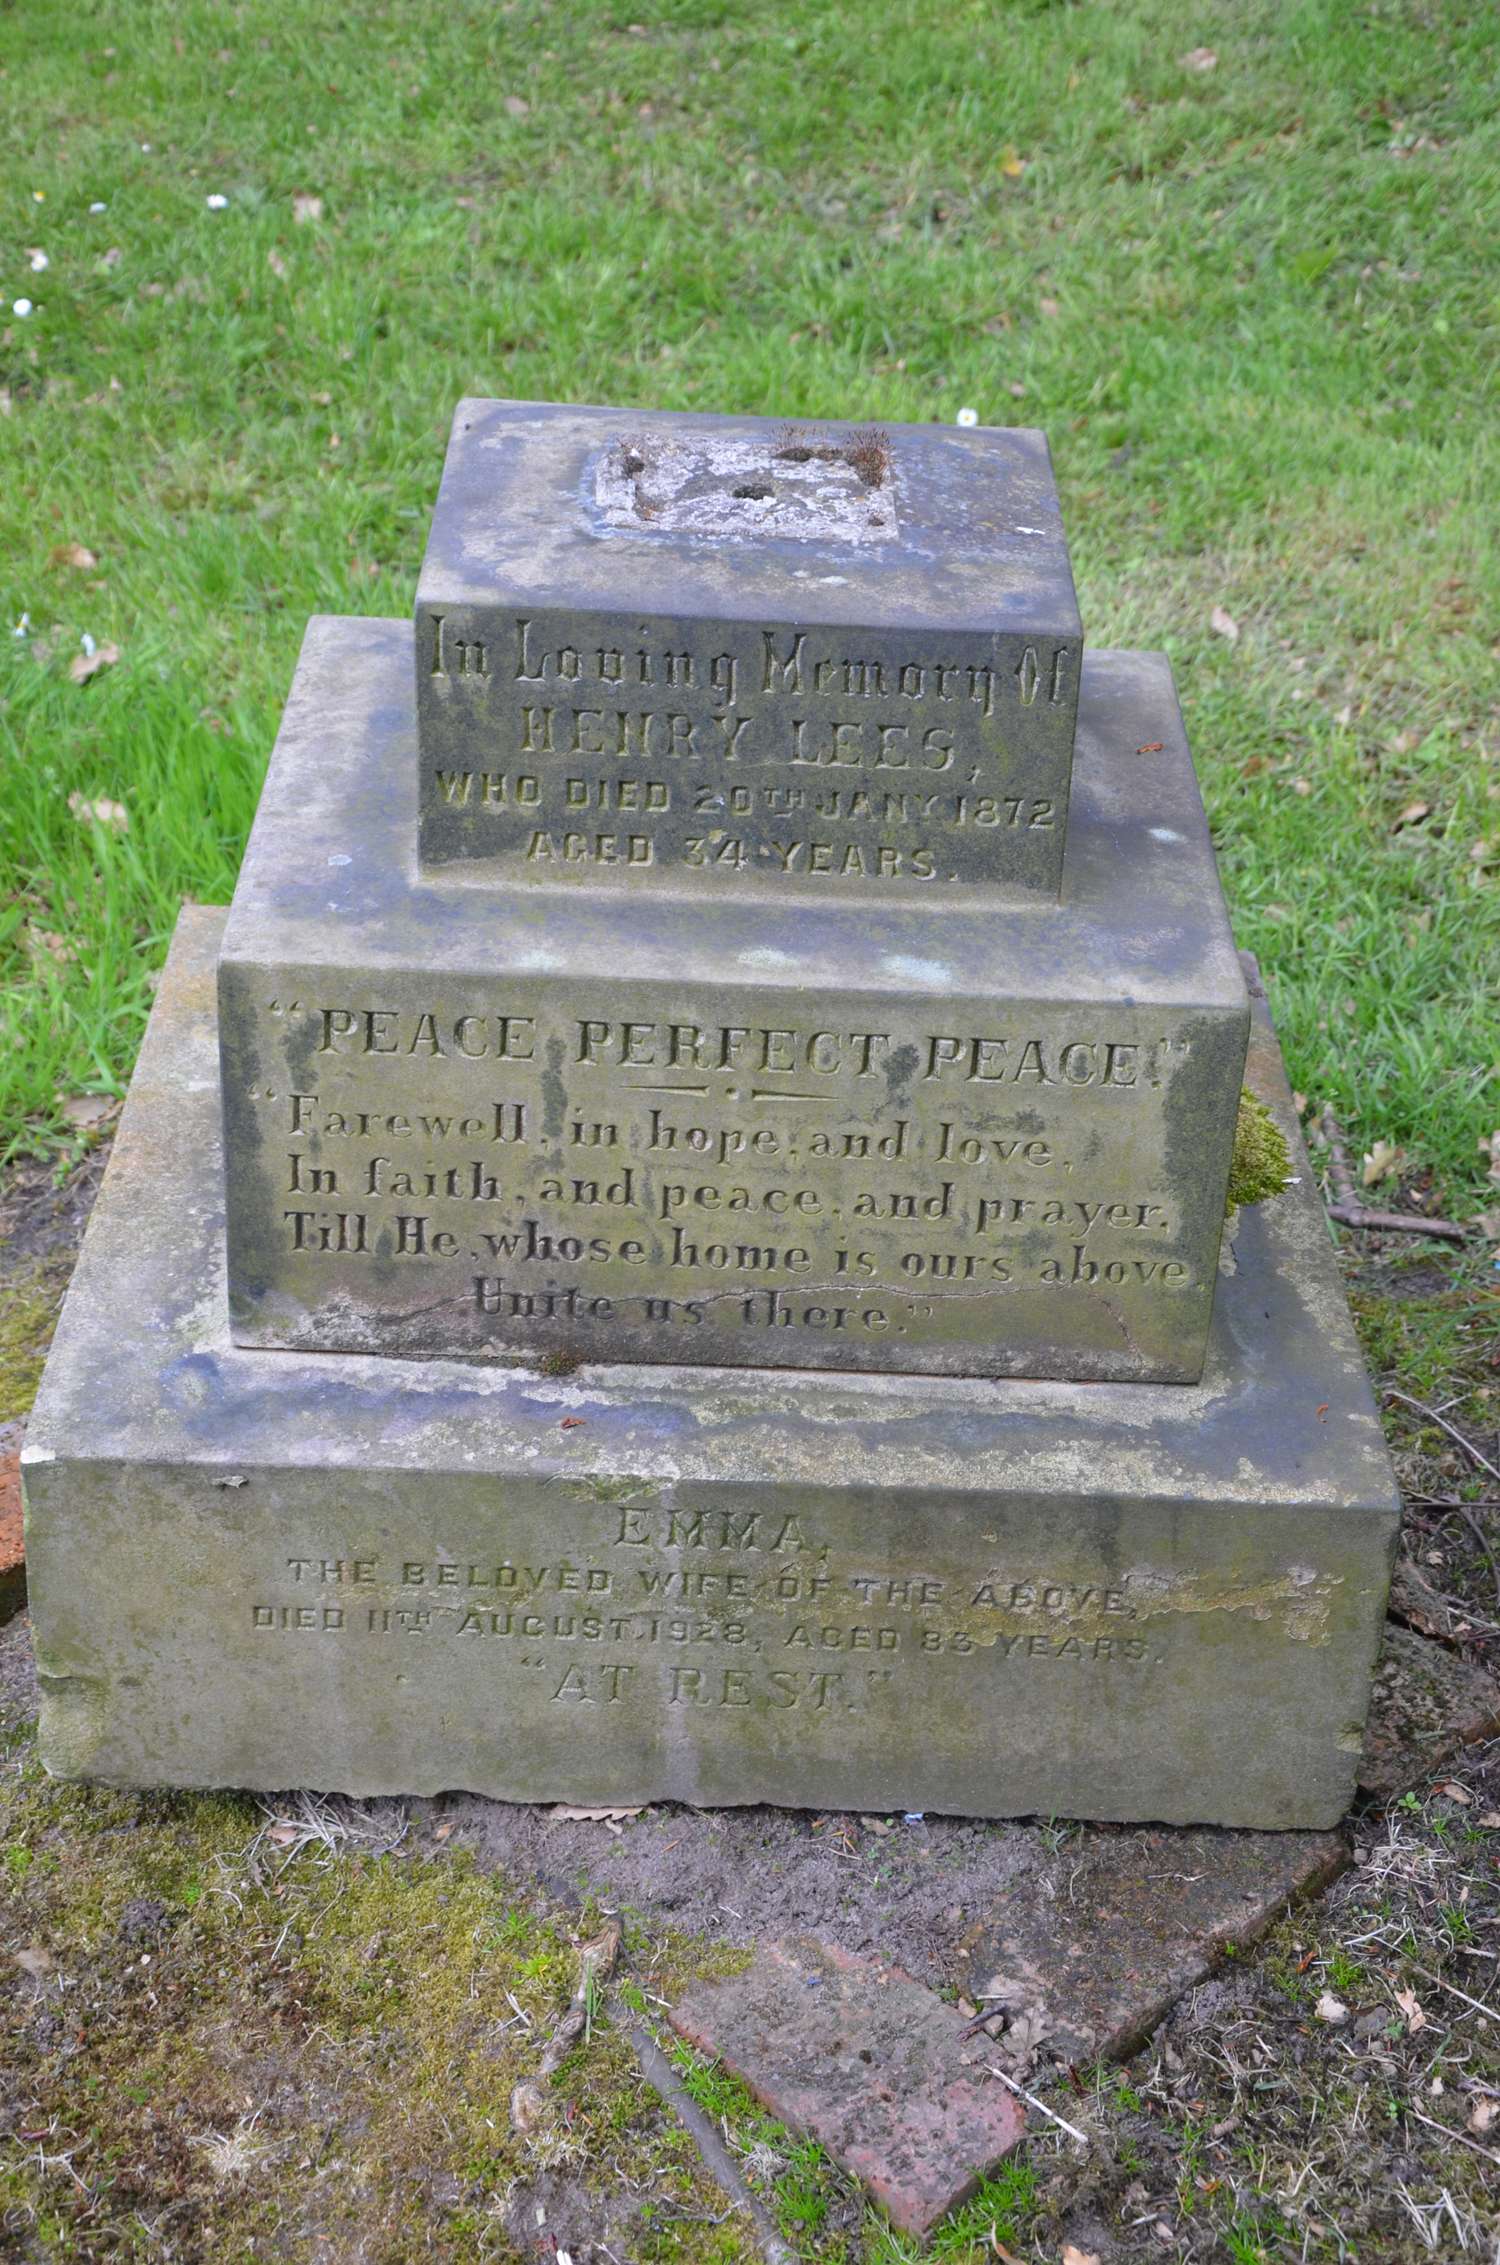 In Loving Memory Of
HENRY LEES,
WHO DIED 20TH JANY 1872
AGED 34 YEARS.
"PEACE PERFECT PEACE."
"Farewell, in hope, and love,
In faith, and peace, and prayer,
Till He, whose home is ours above,
Unite us there."
EMMA,
THE BELOVED WIFE OF THE ABOVE,
DIED 11TH AUGUST 1928, AGED 83 YEARS.
"AT REST."